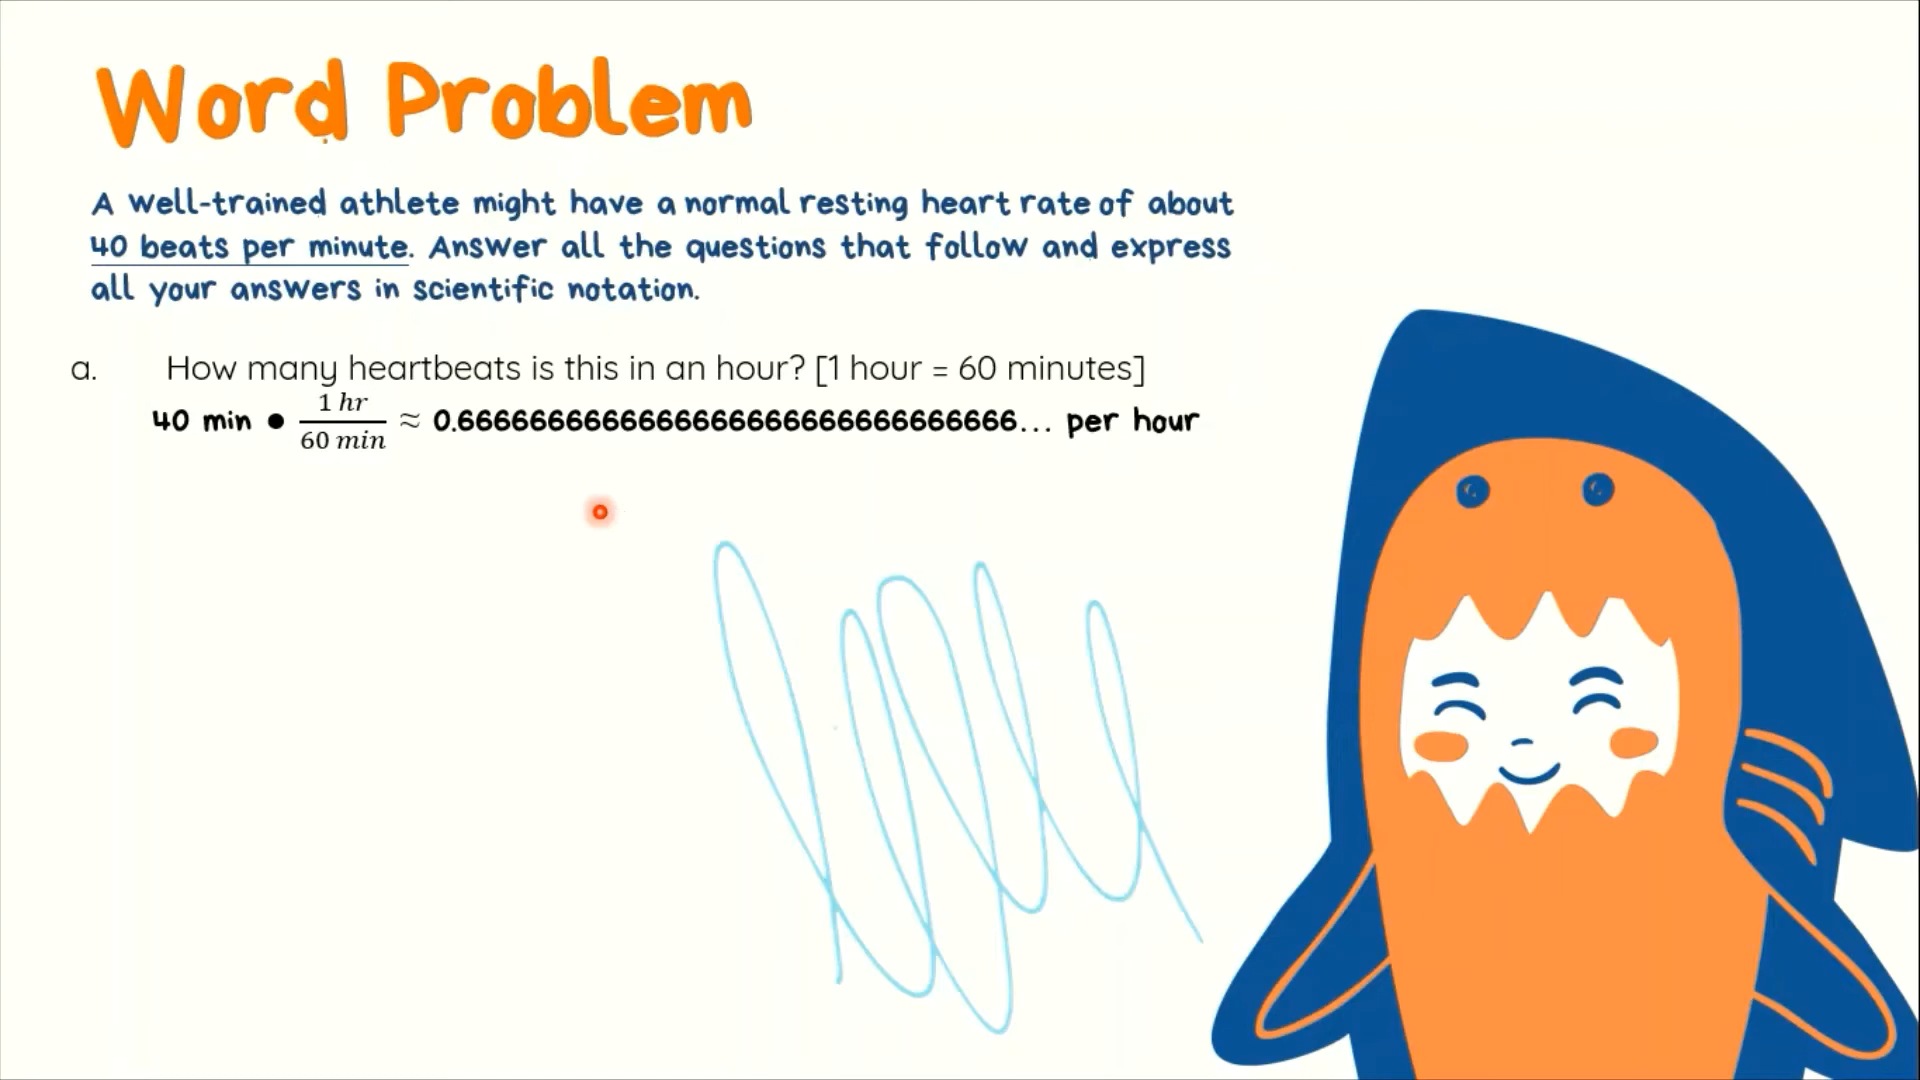 Word Problem
A well-trained athlete might have a normal resting heart rate of about
40 beats per minute. Answer all the questions that follow and express
all your answers in scientific notation.
a. How many heartbeats is this in an hour? [1 hour = 60 minutes]
40 min • 1 hr / 60 min ≈ 0.6666666666666666666666666666666666666666666666... per hour